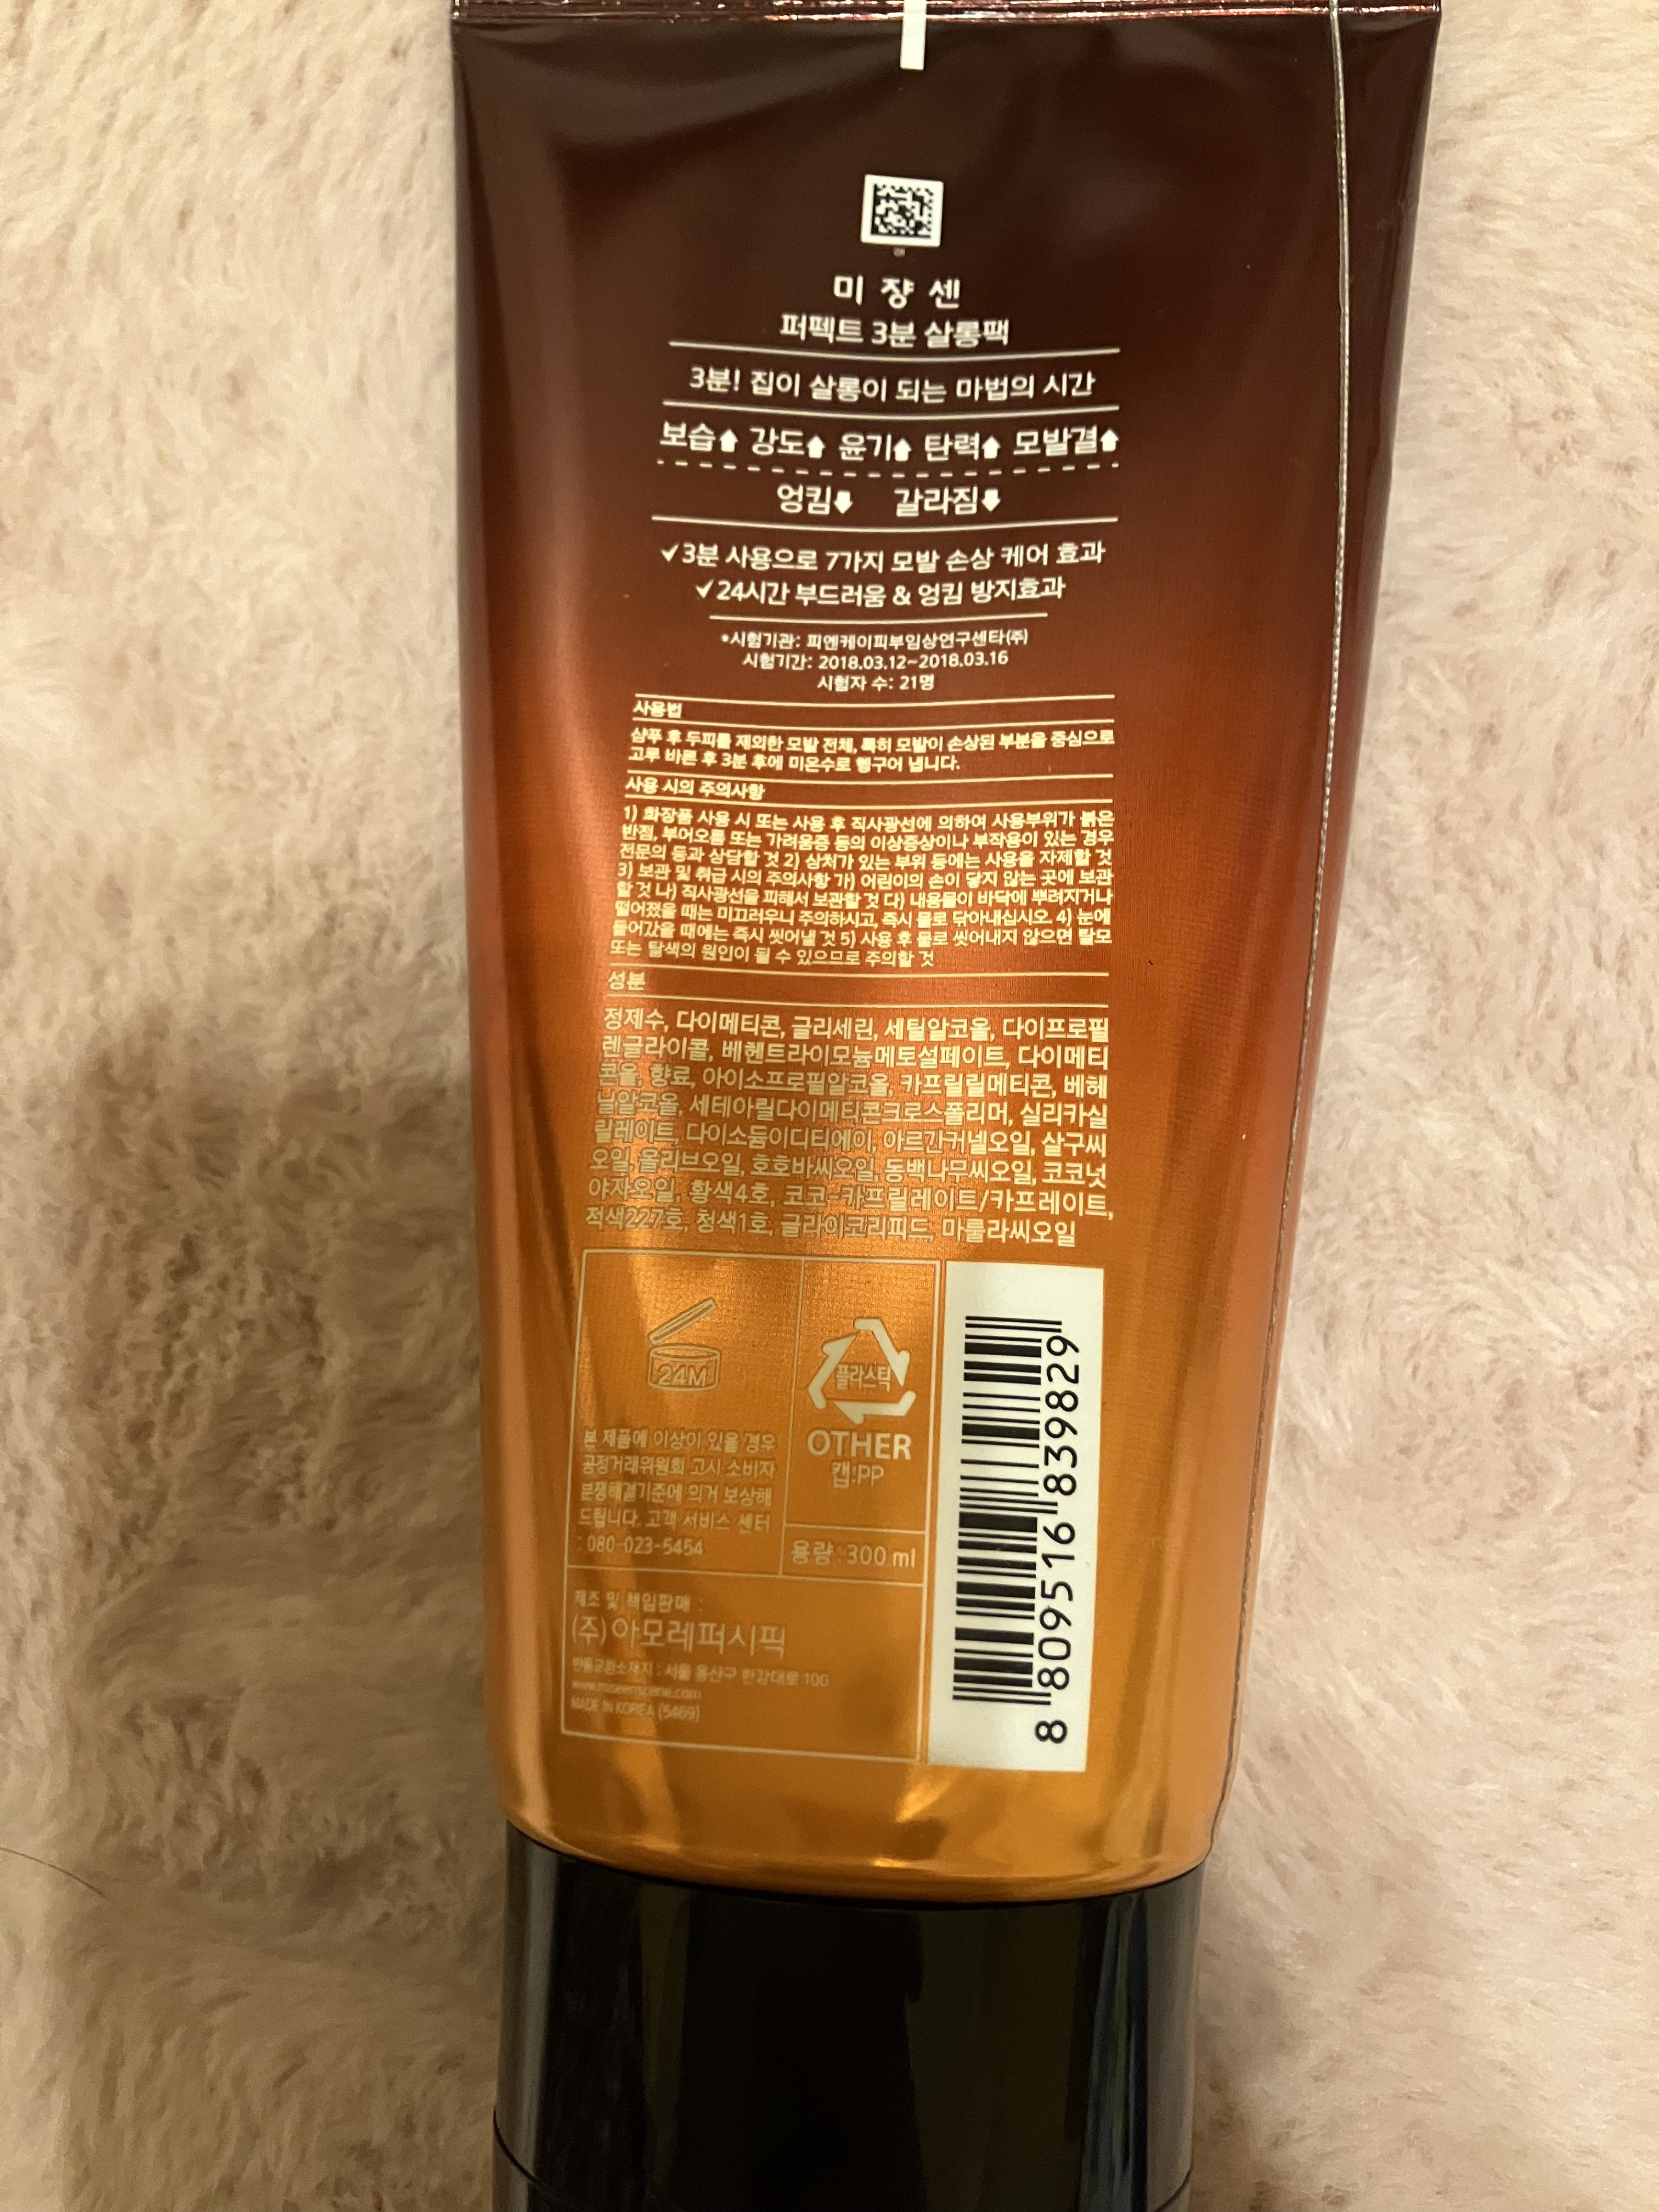 미쟝센
퍼펙트 3분 살롱팩
3분! 집이 살롱이 되는 마법의 시간
보습 강도 윤기 탄력 모발결
엉킴 갈라짐
3분 사용으로 7가지 모발 손상 케어 효과
24시간 부드러움 & 엉킴 방지효과
*시험기관: 피엔케이피부임상연구센타(주)
시험기간: 2018.03.12~2018.03.16
시험자 수: 21명
사용법
샴푸 후 두피를 제외한 모발 전체, 특히 모발이 손상된 부분을 중심으로
고루 바른 후 3분 후에 미온수로 헹구어 냅니다.
사용 시의 주의사항
1) 화장품 사용 시 또는 사용 후 직사광선에 의하여 사용부위가 붉은
반점, 부어오름 또는 가려움증 등의 이상증상이나 부작용이 있는 경우
전문의 등과 상담할 것 2) 상처가 있는 부위 등에는 사용을 자제할 것
3) 보관 및 취급 시의 주의사항 가) 어린이의 손이 닿지 않는 곳에 보관
할 것 나) 직사광선을 피해서 보관할 것 다) 내용물이 바닥에 뿌려지거나
떨어졌을 때는 미끄러우니 주의하시고, 즉시 물로 닦아내십시오. 4) 눈에
들어갔을 때에는 즉시 씻어낼 것 5) 사용 후 물로 씻어내지 않으면 탈모
또는 탈색의 원인이 될 수 있으므로 주의할 것
성분
정제수, 다이메티콘, 글리세린, 세틸알코올, 다이프로필
렌글라이콜, 베헨트라이모늄메토설페이트, 다이메티
콘올, 향료, 아이소프로필알코올, 카프릴릴메티콘, 베헤
닐알코올, 세테아릴다이메티콘크로스폴리머, 실리카실
릴레이트, 다이소듐이디티에이, 아르간커넬오일, 살구씨
오일, 올리브오일, 호호바씨오일, 동백나무씨오일, 코코넛
야자오일, 황색4호, 코코-카프릴레이트/카프레이트,
적색227호, 청색1호, 글라이코리피드, 마룰라씨오일
24M
본 제품에 이상이 있을 경우
공정거래위원회 고시 소비자
분쟁해결기준에 의거 보상해
드립니다. 고객 서비스 센터
: 080-023-5454
플라스틱
OTHER
캡:PP
용량 : 300 ml
제조 및 책임판매 :
(주)아모레퍼시픽
반품교환소재지 : 서울 용산구 한강대로 100
www.miseenscene.com
MADE IN KOREA (5469)
8 809516 839829